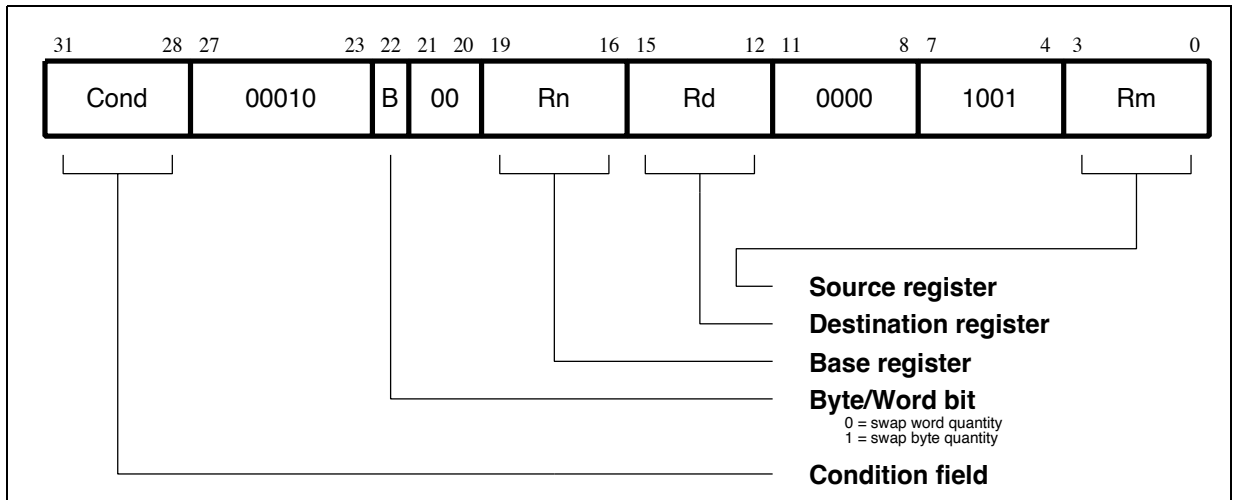 31 28 27 23 22 21 20 19 16 15 12 11 8 7 4 3 0
Cond 00010 B 00 Rn Rd 0000 1001 Rm
Source register
Destination register
Base register
Byte/Word bit
0 = swap word quantity
1 = swap byte quantity
Condition field